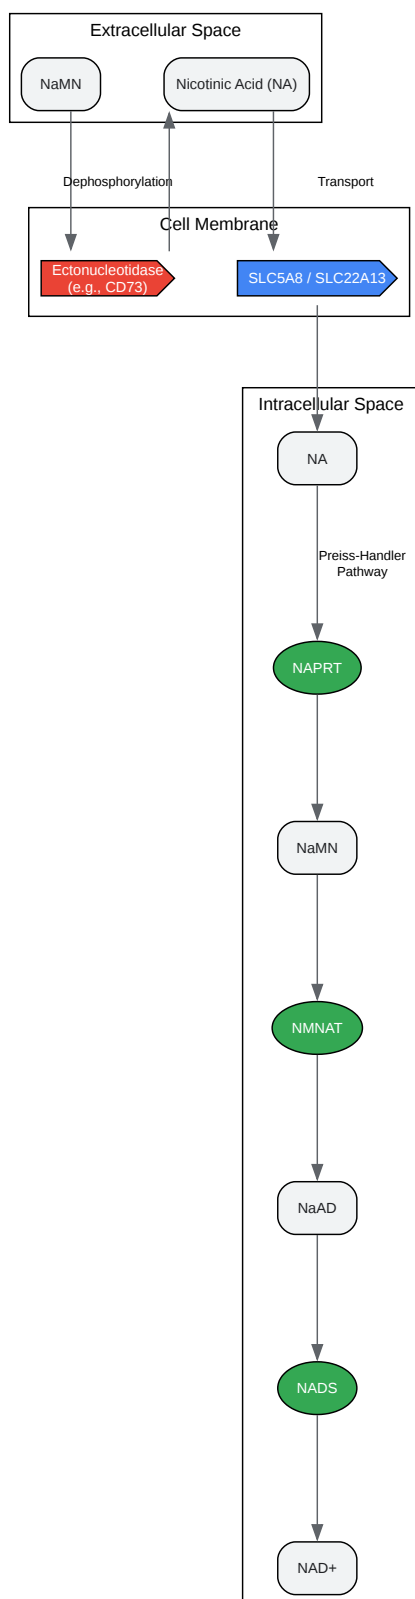 Extracellular Space
NaMN
Nicotinic Acid (NA)
Dephosphorylation
Transport
Cell Membrane
Ectonucleotidase
(e.g., CD73)
SLC5A8 / SLC22A13
Intracellular Space
NA
Preiss-Handler
Pathway
NAPRT
NaMN
NMNAT
NaAD
NADS
NAD+